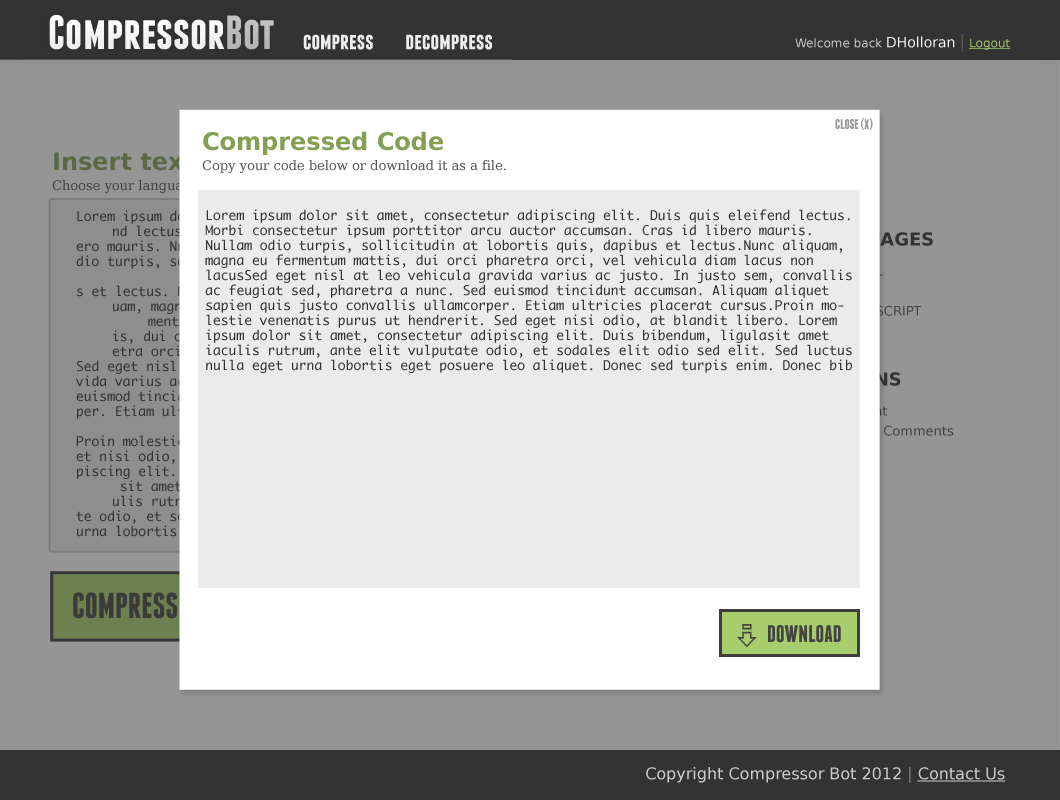 CompressorBot
COMPRESS
DECOMPRESS
Welcome back DHolloran | Logout
CLOSE (X)
Compressed Code
Copy your code below or download it as a file.
Lorem ipsum dolor sit amet, consectetur adipiscing elit. Duis quis eleifend lectus.
Morbi consectetur ipsum porttitor arcu auctor accumsan. Cras id libero mauris.
Nullam odio turpis, sollicitudin at lobortis quis, dapibus et lectus.Nunc aliquam,
magna eu fermentum mattis, dui orci pharetra orci, vel vehicula diam lacus non
lacusSed eget nisl at leo vehicula gravida varius ac justo. In justo sem, convallis
ac feugiat sed, pharetra a nunc. Sed euismod tincidunt accumsan. Aliquam aliquet
sapien quis justo convallis ullamcorper. Etiam ultricies placerat cursus.Proin mo-
lestie venenatis purus ut hendrerit. Sed eget nisi odio, at blandit libero. Lorem
ipsum dolor sit amet, consectetur adipiscing elit. Duis bibendum, ligulasit amet
iaculis rutrum, ante elit vulputate odio, et sodales elit odio sed elit. Sed luctus
nulla eget urna lobortis eget posuere leo aliquet. Donec sed turpis enim. Donec bib
DOWNLOAD
Insert tex
Choose your langua
Lorem ipsum d
nd lectus
ero mauris. N
dio turpis, s
s et lectus.
uam, magn
ment
is, dui
etra orci
Sed eget nisl
vida varius a
euismod tinci
per. Etiam ul
Proin molesti
et nisi odio,
piscing elit.
sit amet
ulis rutr
te odio, et s
urna lobortis
COMPRESS
AGES
SCRIPT
NS
nt
Comments
Copyright Compressor Bot 2012 | Contact Us